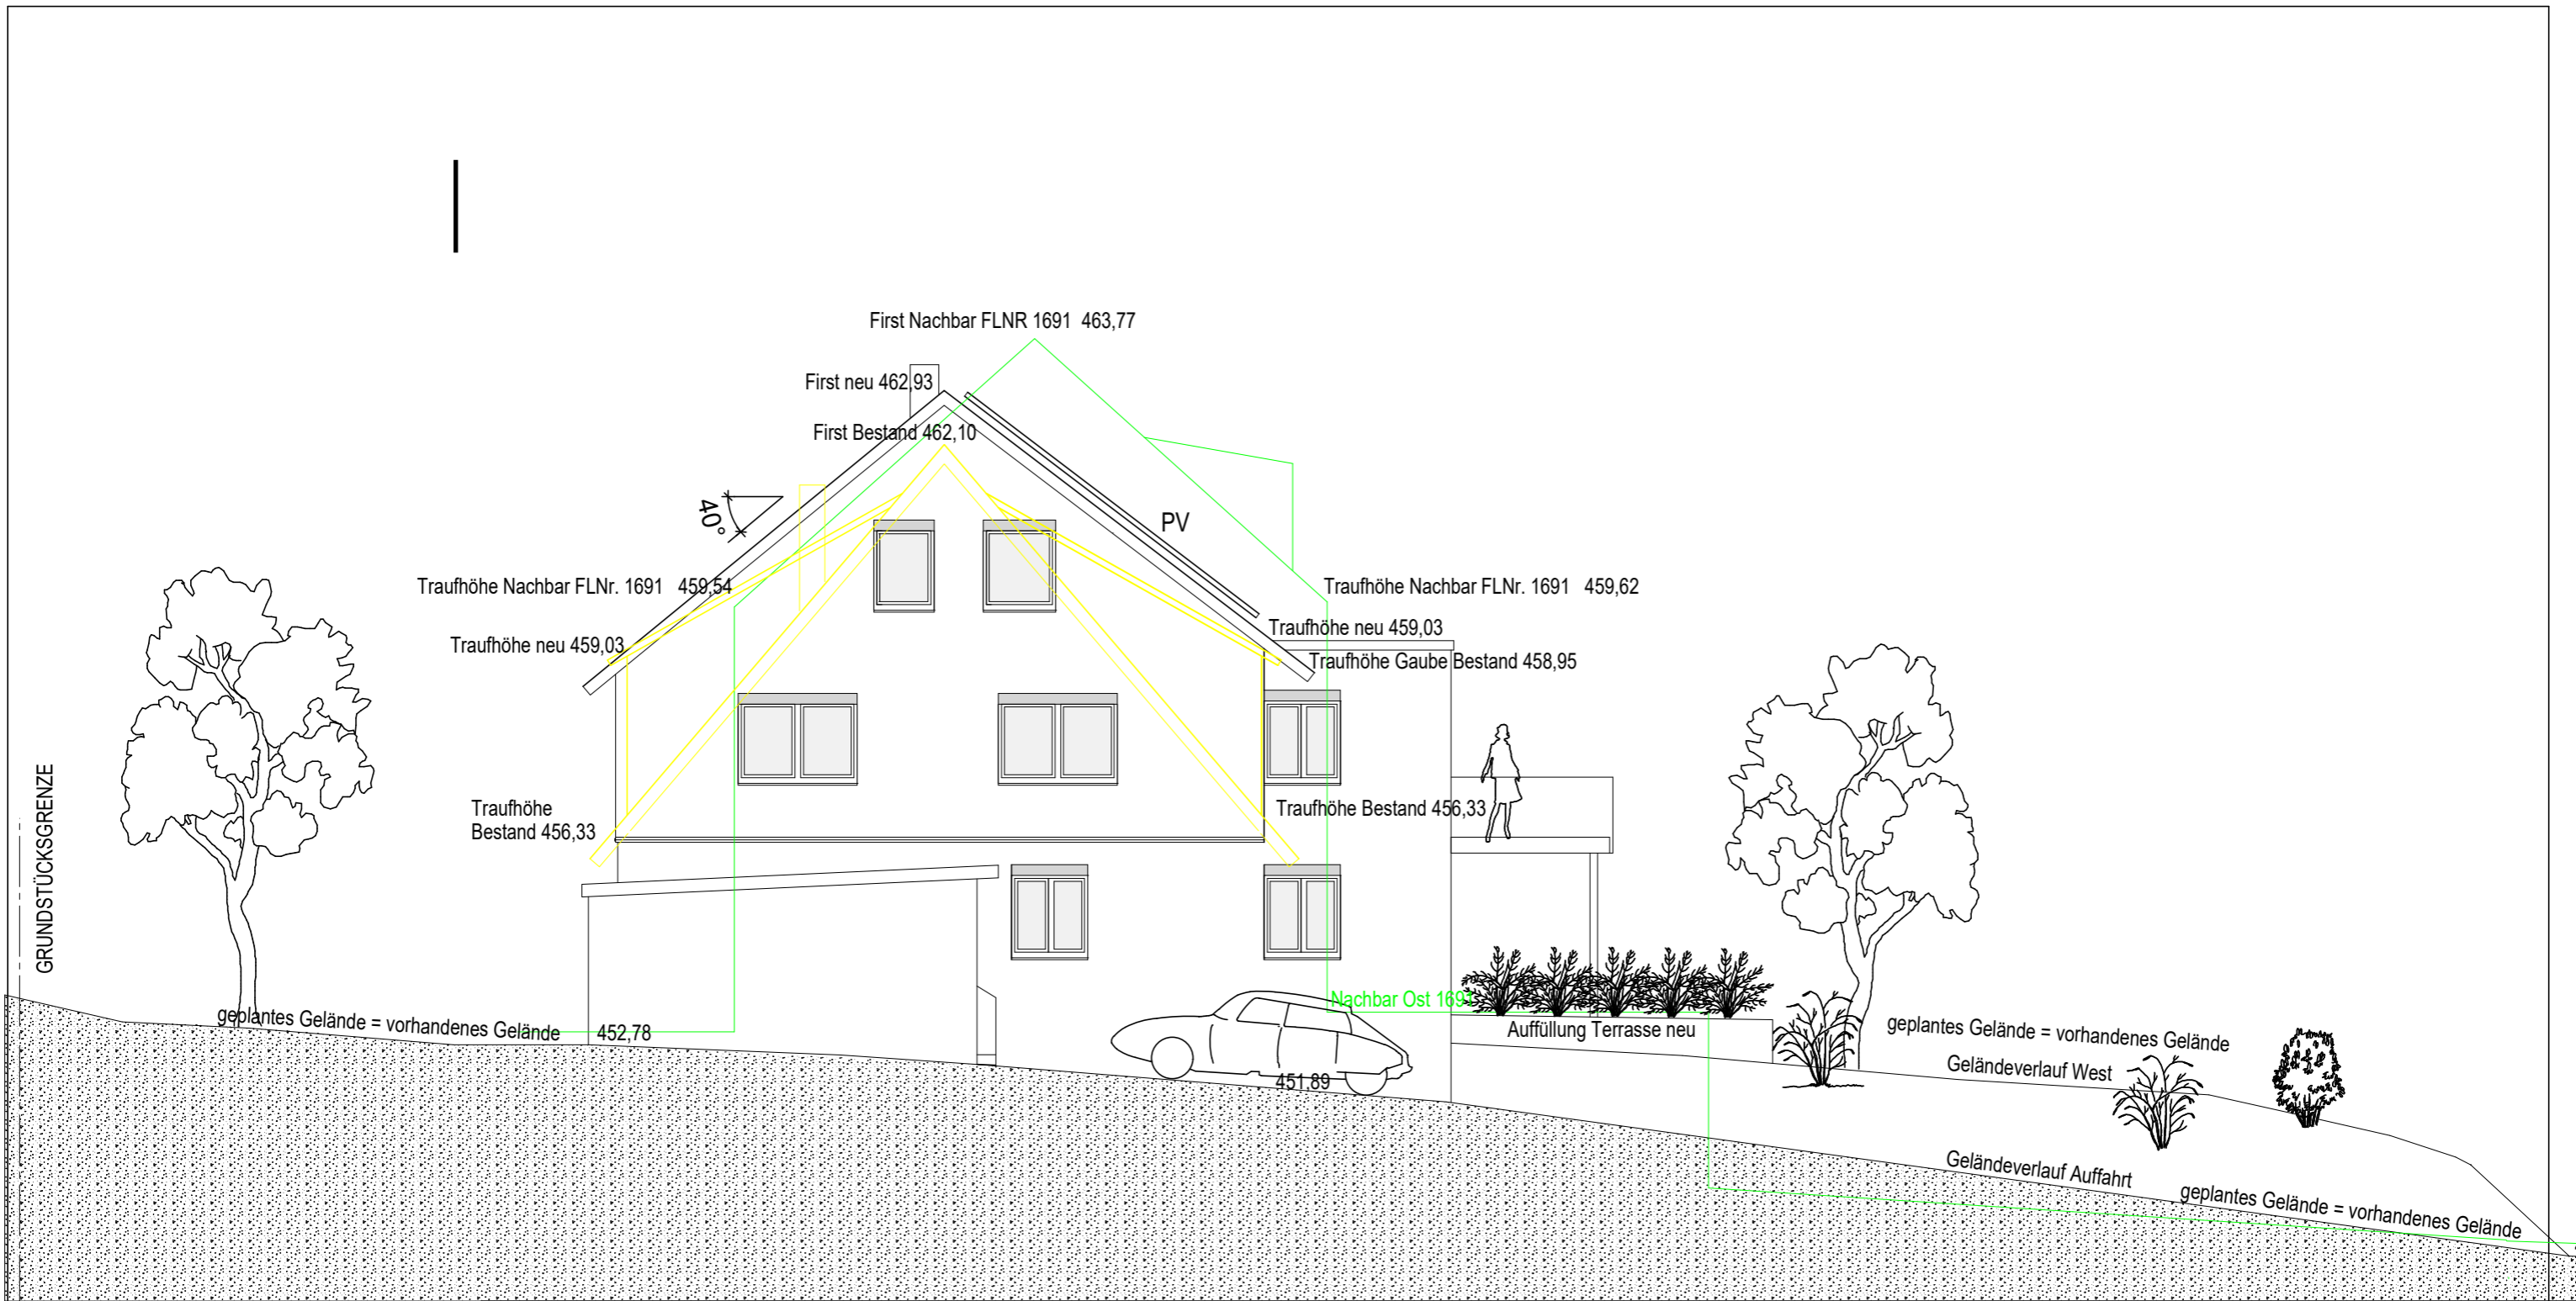 First Nachbar FLNR 1691 463,77
First neu 462,93
First Bestand 462,10
40°
PV
Traufhöhe Nachbar FLNr. 1691 459,54
Traufhöhe Nachbar FLNr. 1691 459,62
Traufhöhe neu 459,03
Traufhöhe neu 459,03
Traufhöhe Gaube Bestand 458,95
Traufhöhe
Bestand 456,33
Traufhöhe Bestand 456,33
GRUNDSTÜCKSGRENZE
Nachbar Ost 1691
geplantes Gelände = vorhandenes Gelände
452,78
Auffüllung Terrasse neu
geplantes Gelände = vorhandenes Gelände
Geländeverlauf West
451,89
Geländeverlauf Auffahrt
geplantes Gelände = vorhandenes Gelände